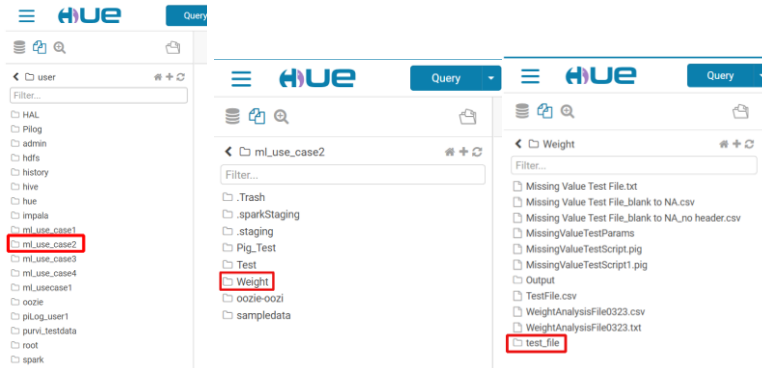 HUE
Query
user
Filter...
HAL
Pilog
admin
hdfs
history
hive
hue
impala
ml_use_case1
ml_use_case2
ml_use_case3
ml_use_case4
ml_usecase1
oozie
piLog_user1
purvi_testdata
root
spark
HUE
Query
ml_use_case2
Filter...
.Trash
.sparkStaging
.staging
Pig_Test
Test
Weight
oozie-oozi
sampledata
HUE
Query
Weight
Filter...
Missing Value Test File.txt
Missing Value Test File_blank to NA.csv
Missing Value Test File_blank to NA_no header.csv
MissingValueTestParams
MissingValueTestScript.pig
MissingValueTestScript1.pig
Output
TestFile.csv
WeightAnalysisFile0323.csv
WeightAnalysisFile0323.txt
test_file